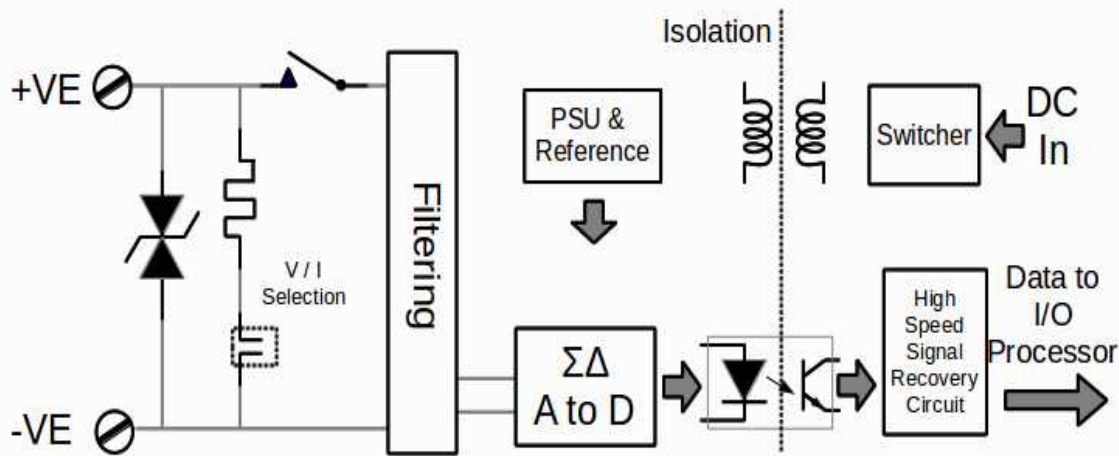 Isolation
+VE
PSU &
Reference
Switcher
DC
In
Filtering
V / I
Selection
ΣΔ
A to D
High
Speed
Signal
Recovery
Circuit
Data to
I/O
Processor
-VE